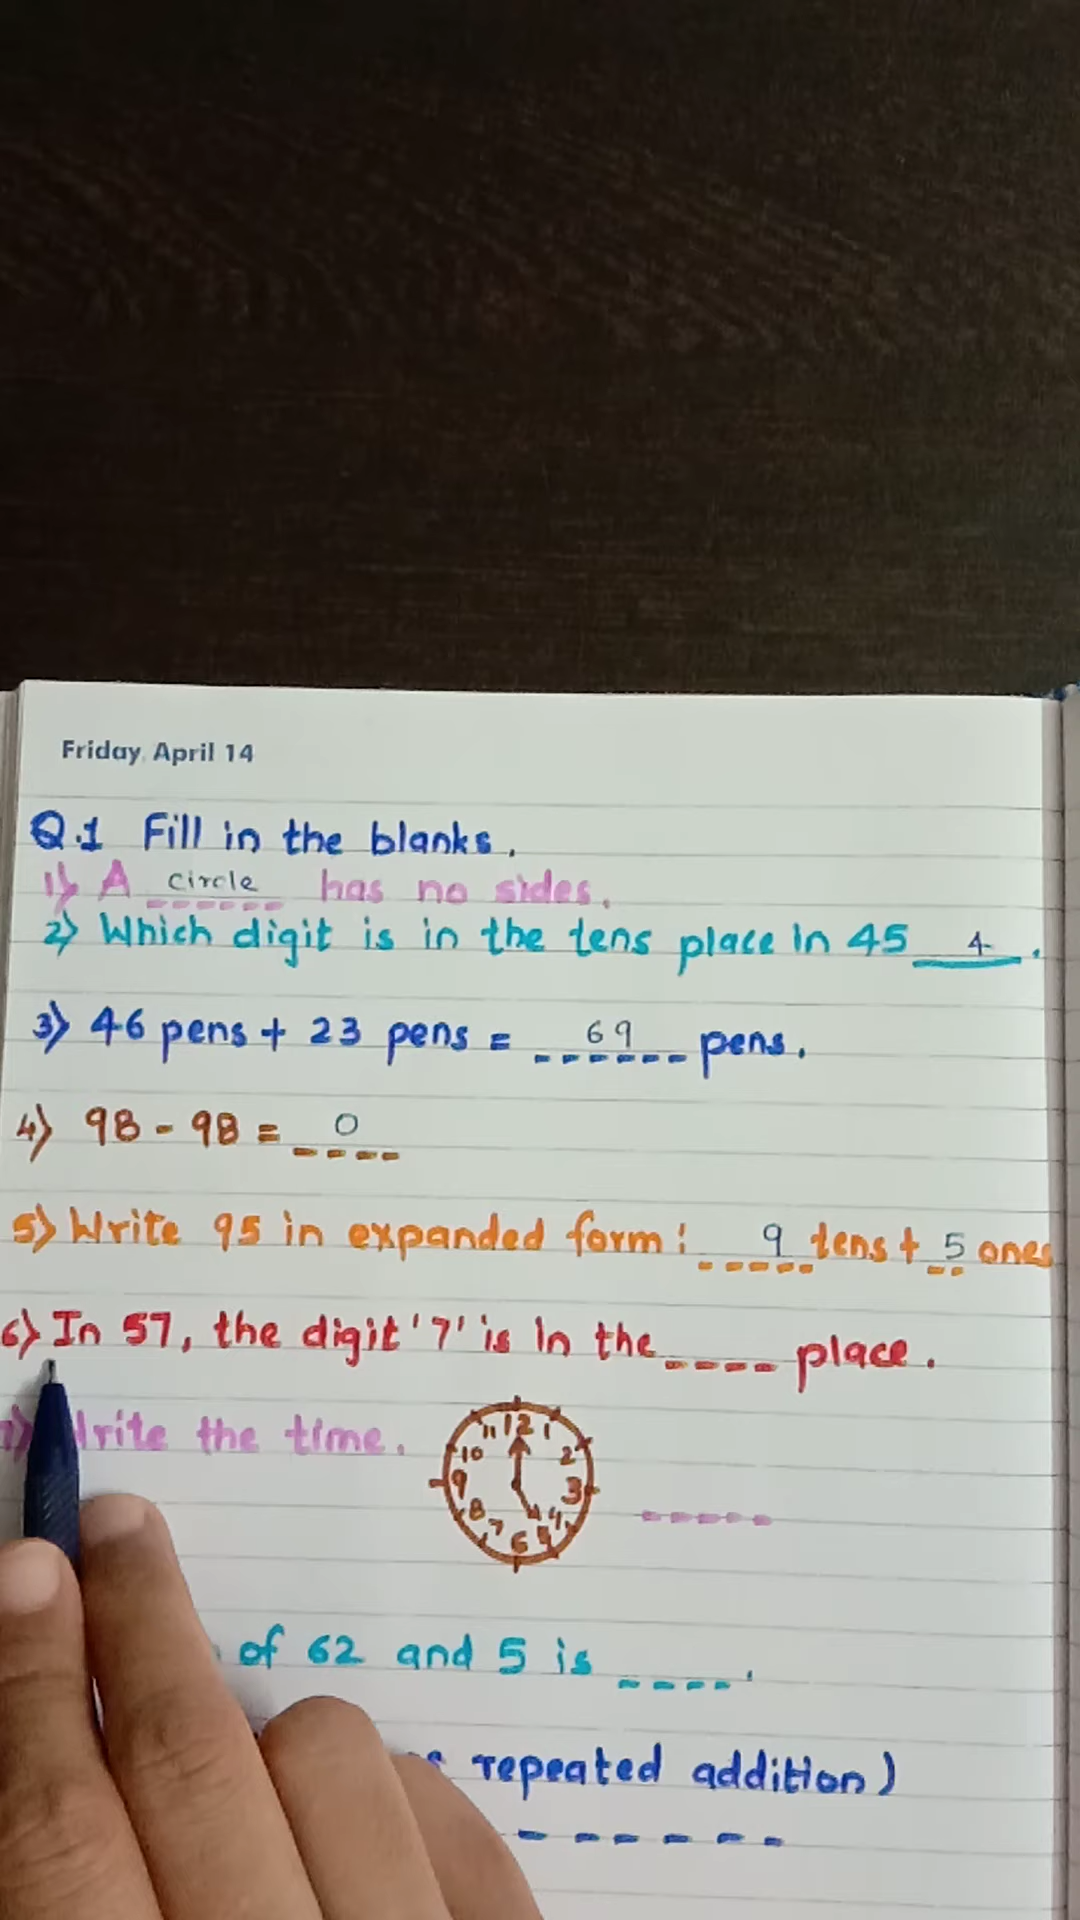 Friday, April 14
Q.1 Fill in the blanks.
1) A circle has no sides.
2) Which digit is in the tens place in 45 4.
3) 46 pens + 23 pens = 69 pens.
4) 98 - 98 = 0
5) Write 95 in expanded form: 9 tens + 5 ones
6) In 57, the digit '7' is in the ---- place.
7) Write the time.
12 1 2 3 4 5 6 7 8 9 10 11
of 62 and 5 is ----.
repeated addition)